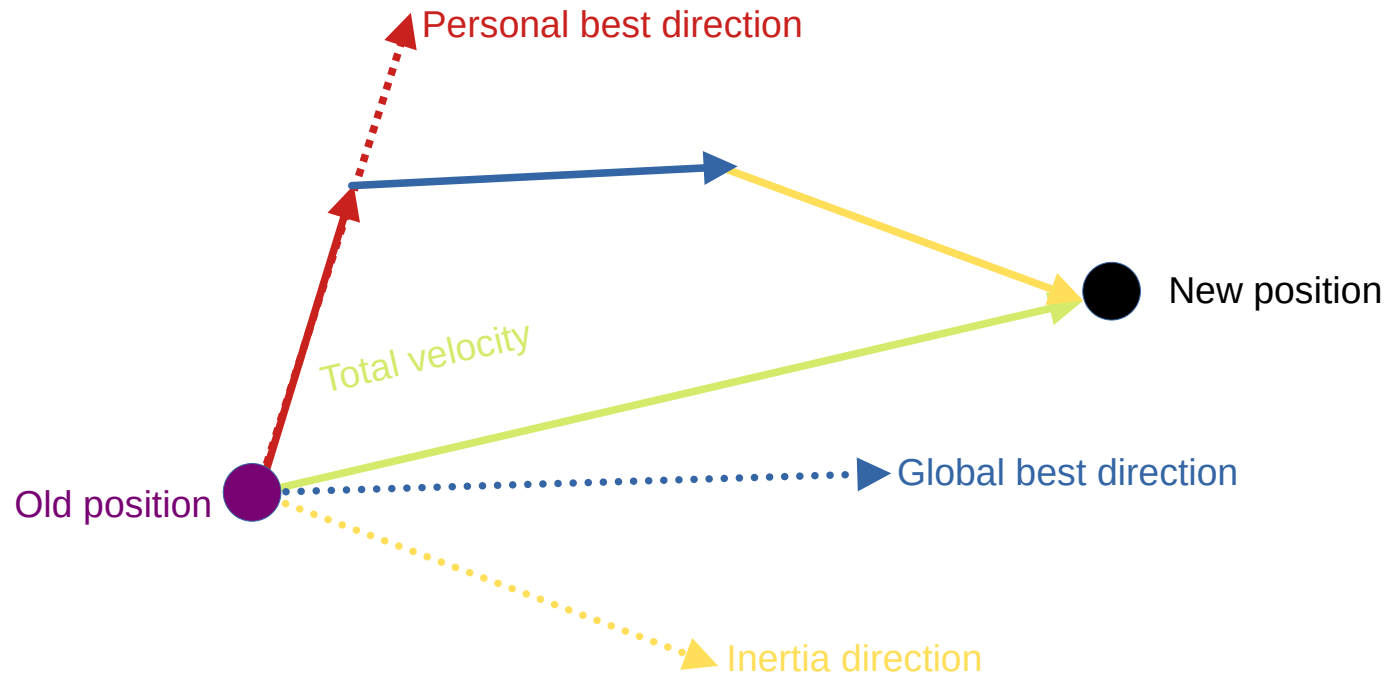 Personal best direction
New position
Total velocity
Global best direction
Old position
Inertia direction